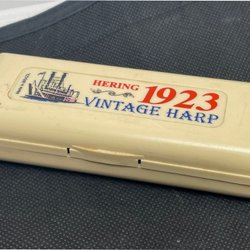 HERING 1923
VINTAGE HARP